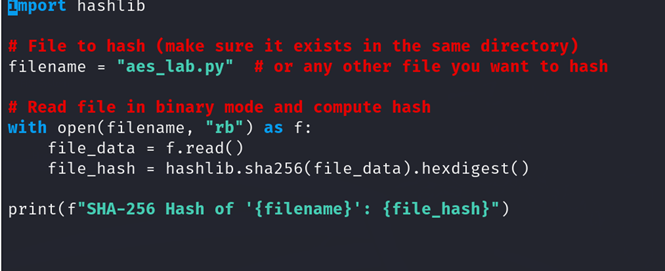 import hashlib
# File to hash (make sure it exists in the same directory)
filename = "aes_lab.py"  # or any other file you want to hash
# Read file in binary mode and compute hash
with open(filename, "rb") as f:
    file_data = f.read()
    file_hash = hashlib.sha256(file_data).hexdigest()
print(f"SHA-256 Hash of '{filename}': {file_hash}")